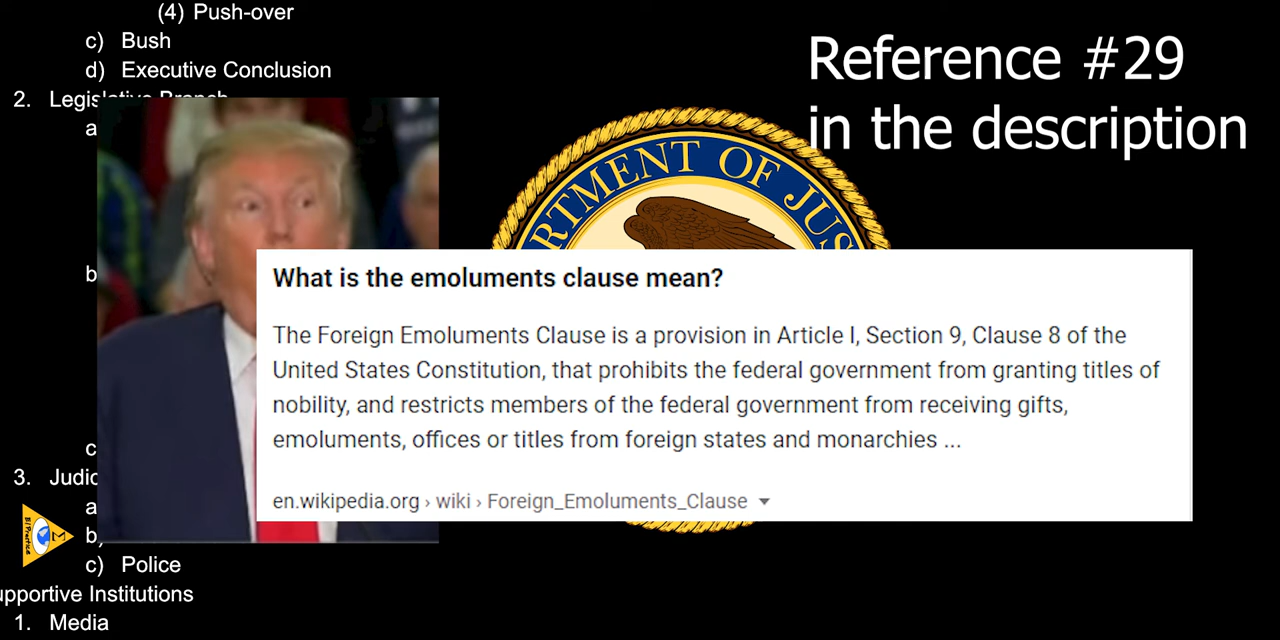 (4) Push-over
c) Bush
d) Executive Conclusion
2. Legislative Branch
a
b
c
3. Judic
a
b)
c) Police
upportive Institutions
1. Media
Reference #29
in the description
RTMENT OF JUS
What is the emoluments clause mean?
The Foreign Emoluments Clause is a provision in Article I, Section 9, Clause 8 of the
United States Constitution, that prohibits the federal government from granting titles of
nobility, and restricts members of the federal government from receiving gifts,
emoluments, offices or titles from foreign states and monarchies ...
en.wikipedia.org › wiki › Foreign_Emoluments_Clause